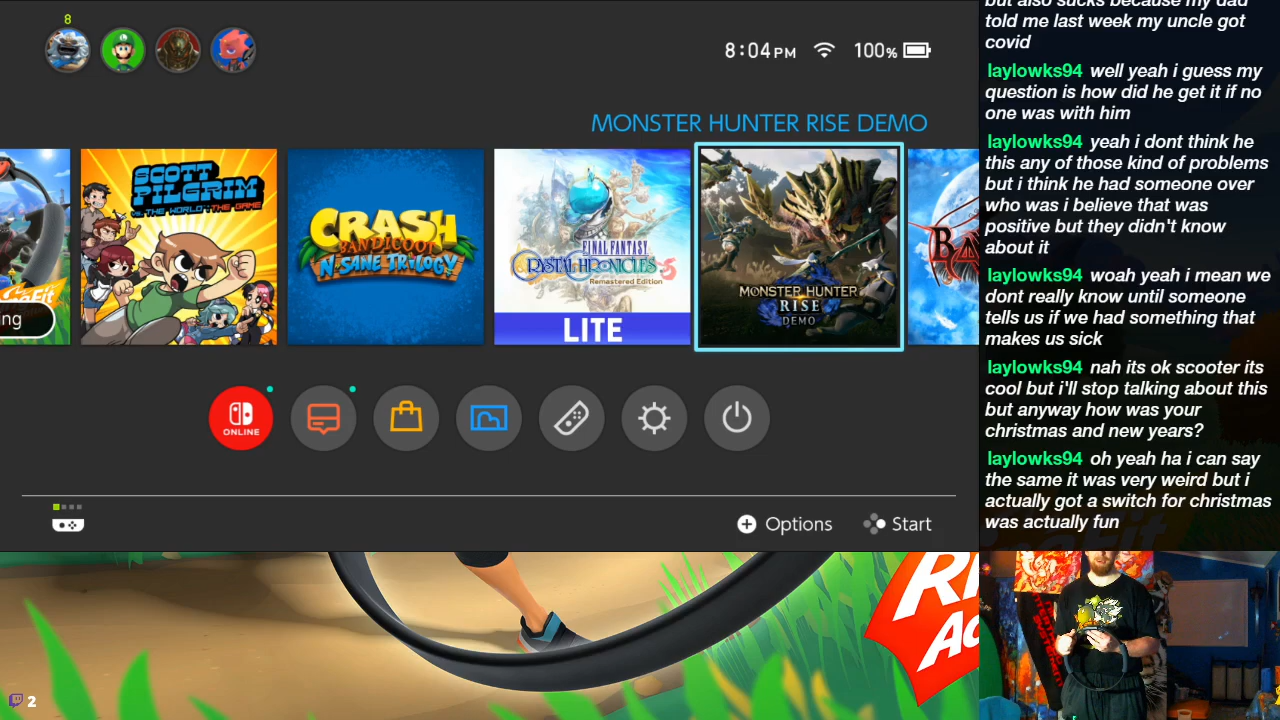 8
8:04 PM
100%
MONSTER HUNTER RISE DEMO
ing
SCOTT
PILGRIM
VS. THE WORLD: THE GAME
CRASH
BANDICOOT
N. SANE TRILOGY
FINAL FANTASY
CRYSTAL CHRONICLES
Remastered Edition
LITE
MONSTER HUNTER
RISE
DEMO
BA
ONLINE
Options
Start
but also sucks because my dad
told me last week my uncle got
covid
laylowks94 well yeah i guess my
question is how did he get it if no
one was with him
laylowks94 yeah i dont think he
this any of those kind of problems
but i think he had someone over
who was i believe that was
positive but they didn't know
about it
laylowks94 woah yeah i mean we
dont really know until someone
tells us if we had something that
makes us sick
laylowks94 nah its ok scooter its
cool but i'll stop talking about this
but anyway how was your
christmas and new years?
laylowks94 oh yeah ha i can say
the same it was very weird but i
actually got a switch for christmas
was actually fun
2